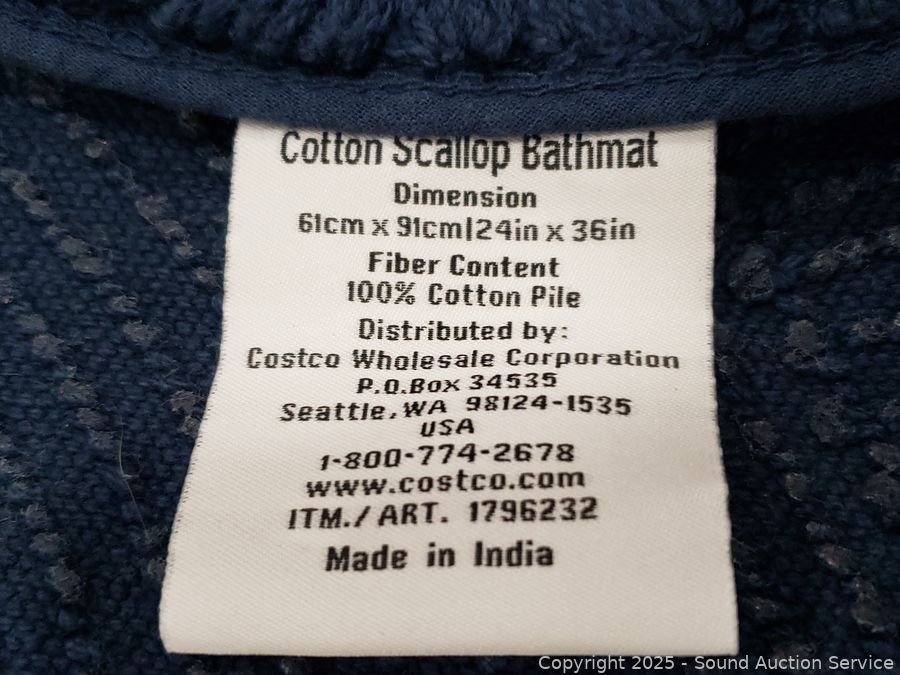 Cotton Scallop Bathmat
Dimension
61cm x 91cm|24in x 36in
Fiber Content
100% Cotton Pile
Distributed by:
Costco Wholesale Corporation
P.O.Box 34535
Seattle, WA 98124-1535
USA
1-800-774-2678
www.costco.com
ITM./ ART. 1796232
Made in India
Copyright 2025 - Sound Auction Service